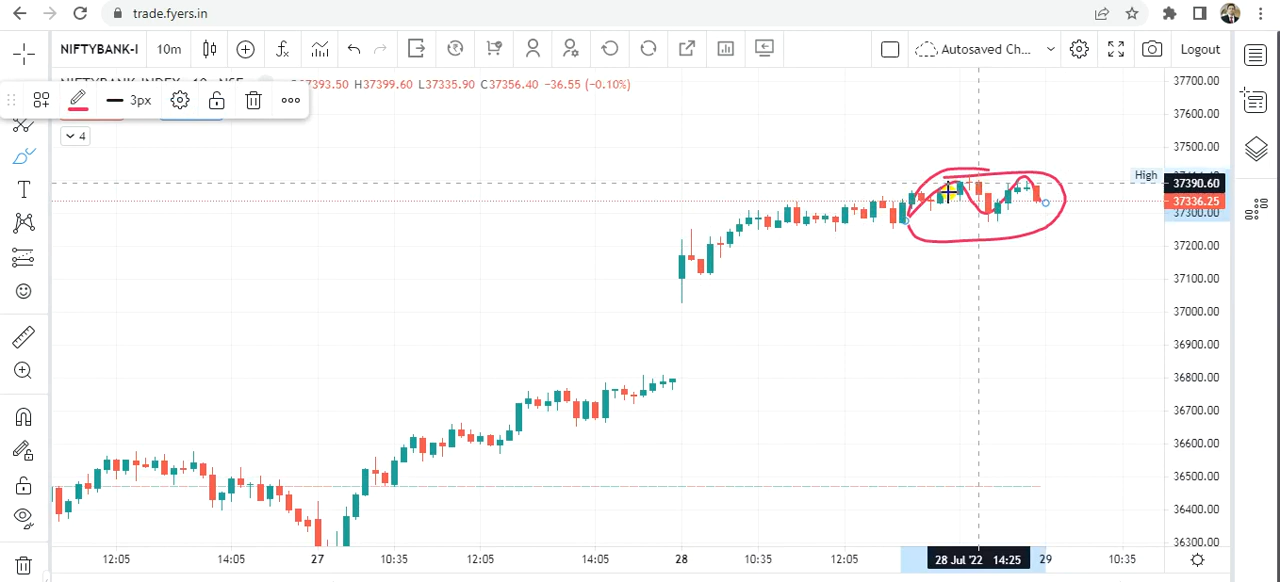 trade.fyers.in
NIFTYBANK-I 10m Autosaved Ch... Logout
37393.50 H37399.60 L37335.90 C37356.40 −36.55 (−0.10%)
3px
4
High
37700.00
37600.00
37500.00
37390.60
37336.25
37300.00
37200.00
37100.00
37000.00
36900.00
36800.00
36700.00
36600.00
36500.00
36400.00
36300.00
12:05 14:05 27 10:35 12:05 14:05 28 10:35 12:05 28 Jul '22 14:25 29 10:35